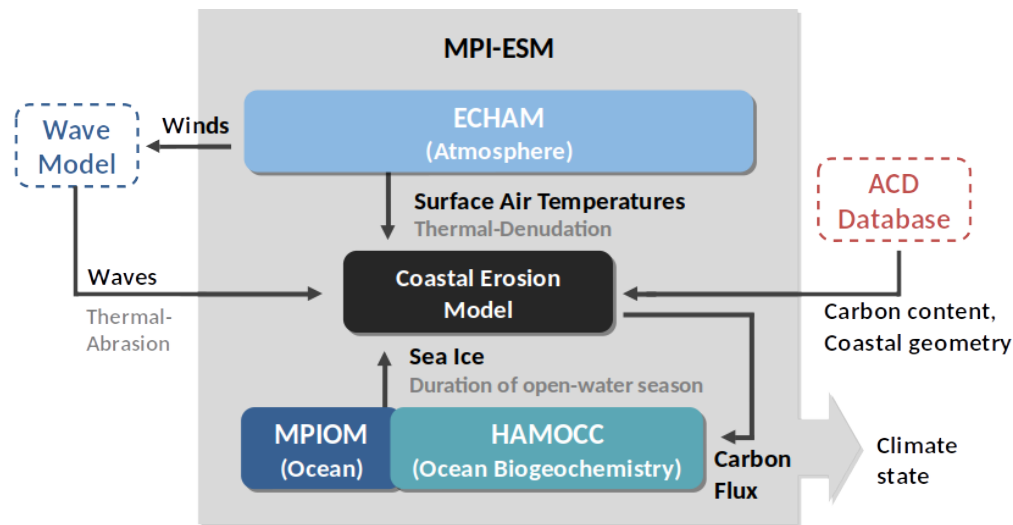 MPI-ESM
ECHAM
(Atmosphere)
Winds
Wave
Model
ACD
Database
Surface Air Temperatures
Thermal-Denudation
Coastal Erosion
Model
Waves
Thermal-
Abrasion
Carbon content,
Coastal geometry
Sea Ice
Duration of open-water season
MPIOM
(Ocean)
HAMOCC
(Ocean Biogeochemistry)
Carbon
Flux
Climate
state